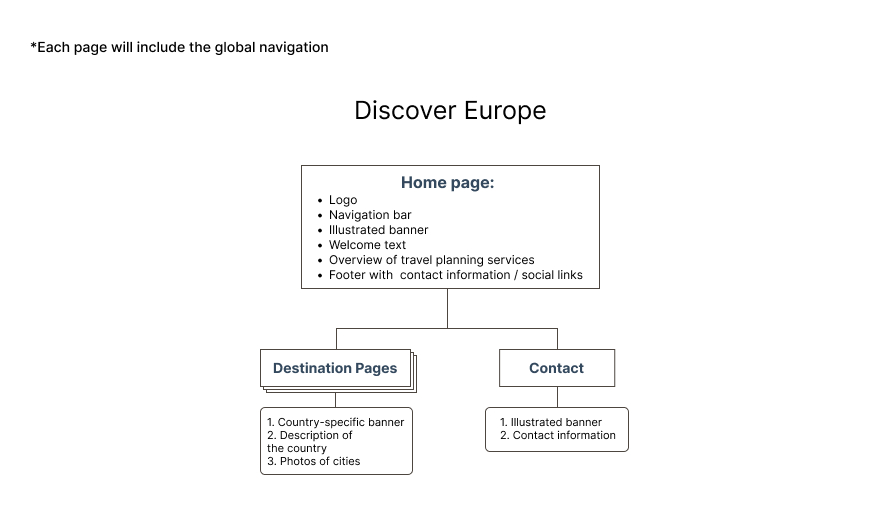 *Each page will include the global navigation
Discover Europe
Home page:
• Logo
• Navigation bar
• Illustrated banner
• Welcome text
• Overview of travel planning services
• Footer with  contact information / social links
Destination Pages
Contact
1. Country-specific banner
2. Description of
the country
3. Photos of cities
1. Illustrated banner
2. Contact information